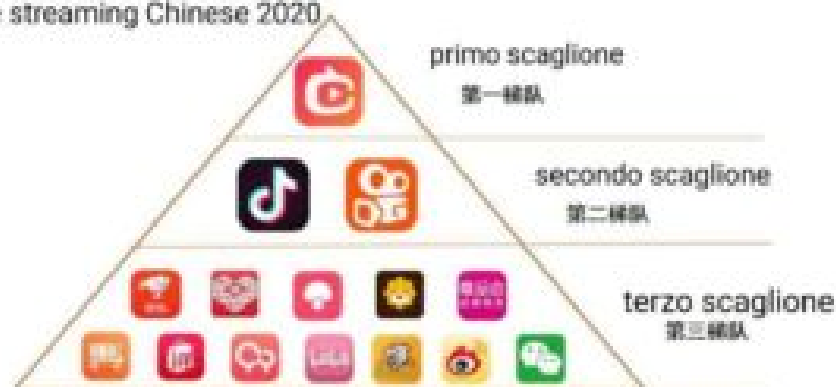 e streaming Chinese 2020
primo scaglione
第一梯队
secondo scaglione
第二梯队
terzo scaglione
第三梯队